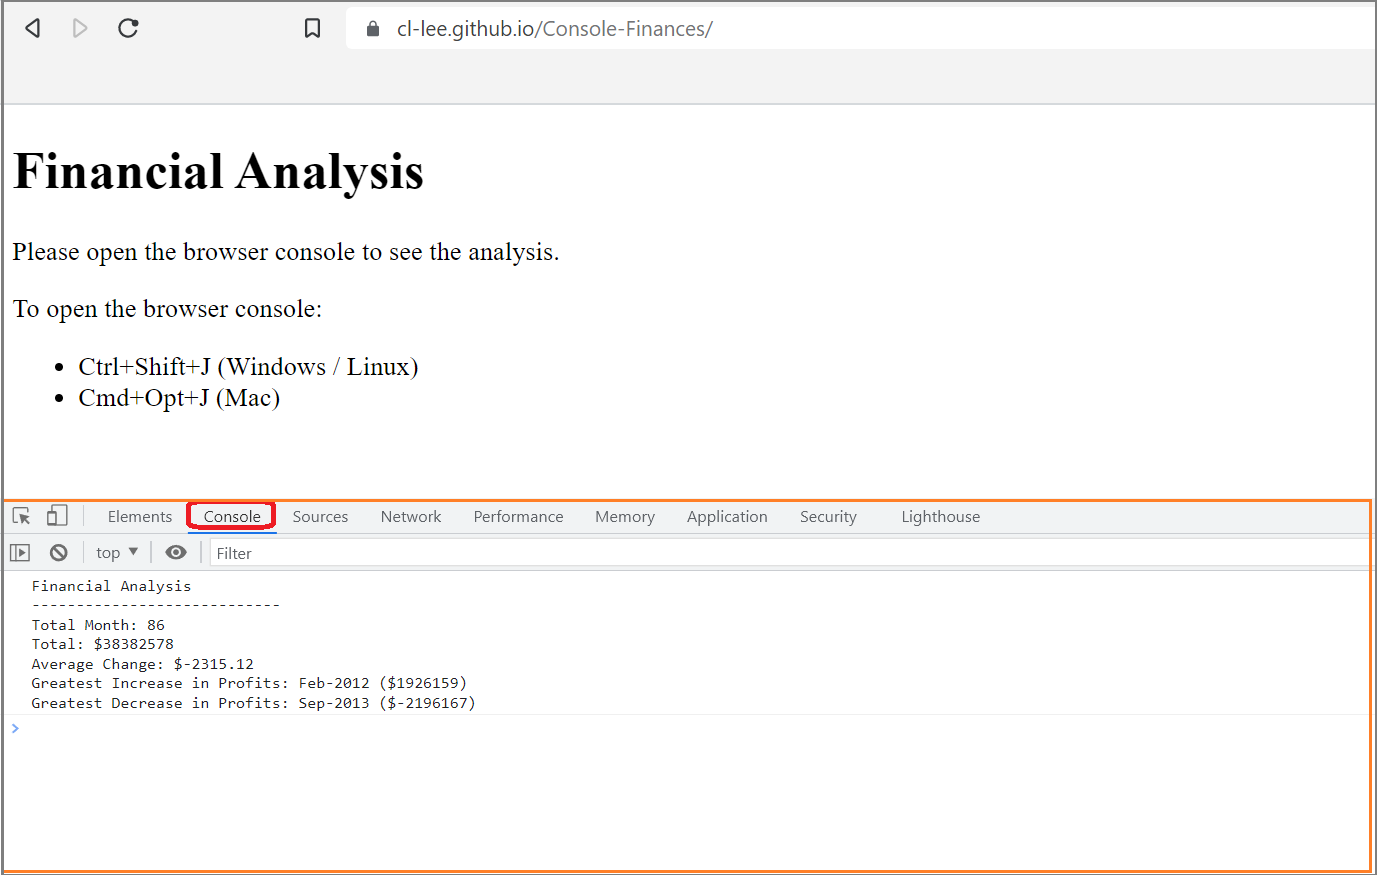 cl-lee.github.io/Console-Finances/
Financial Analysis
Please open the browser console to see the analysis.
To open the browser console:
• Ctrl+Shift+J (Windows / Linux)
• Cmd+Opt+J (Mac)
Elements Console Sources Network Performance Memory Application Security Lighthouse
top Filter
Financial Analysis
----------------------------
Total Month: 86
Total: $38382578
Average Change: $-2315.12
Greatest Increase in Profits: Feb-2012 ($1926159)
Greatest Decrease in Profits: Sep-2013 ($-2196167)
>